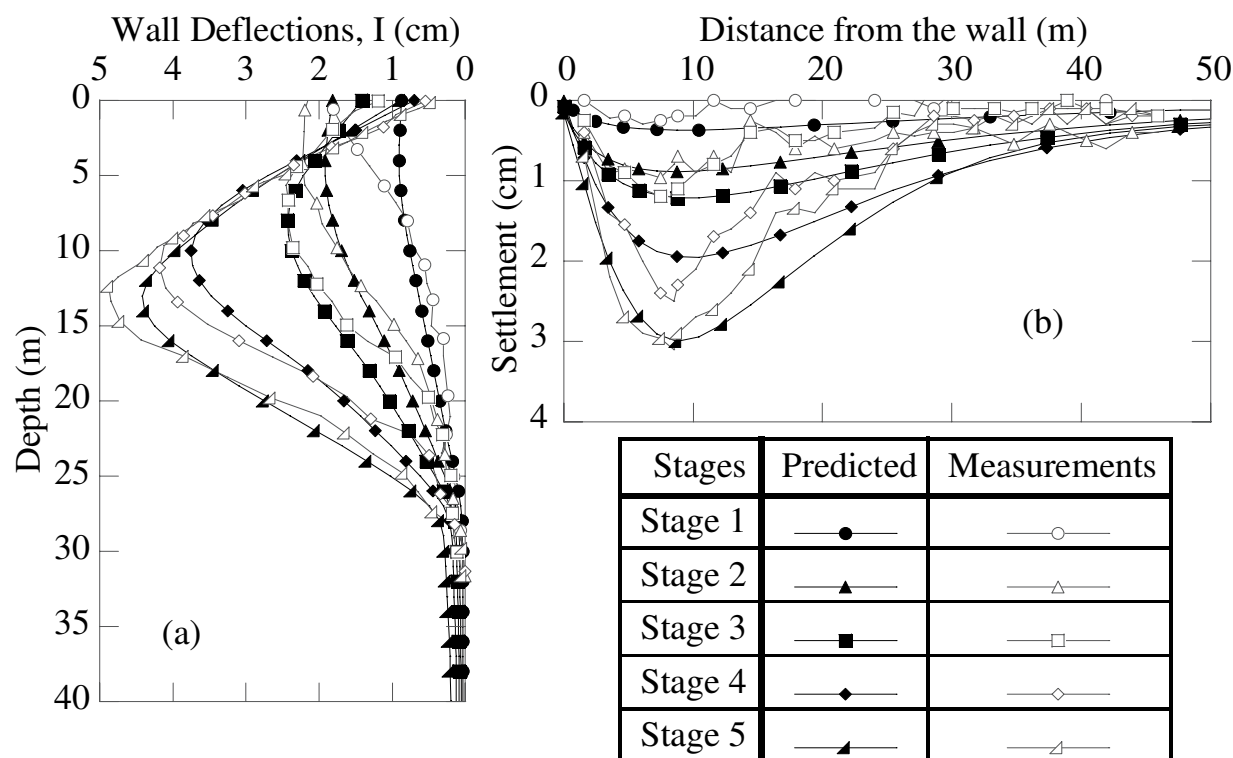 Wall Deflections, I (cm)
5 4 3 2 1 0
0
5
10
15
20
25
30
35
40
Depth (m)
(a)
Distance from the wall (m)
0 10 20 30 40 50
0
1
2
3
4
Settlement (cm)
(b)
Stages Predicted Measurements
Stage 1
Stage 2
Stage 3
Stage 4
Stage 5